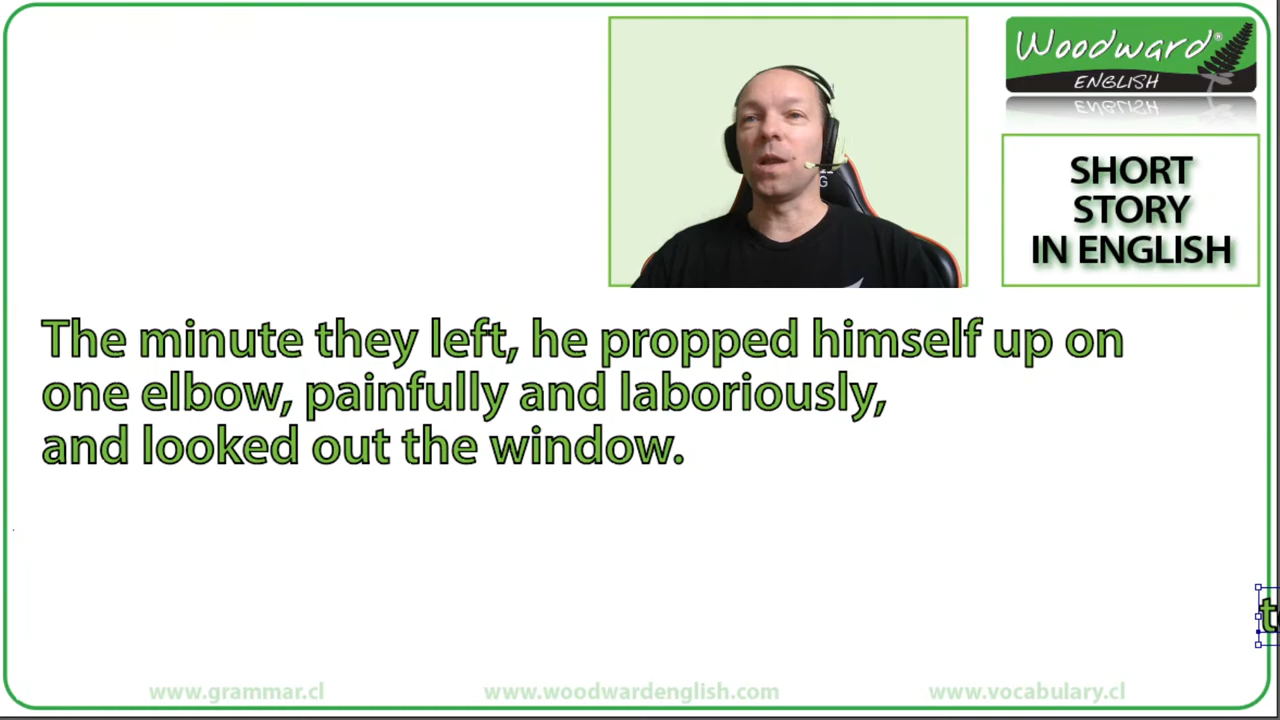 Woodward®
ENGLISH
SHORT
STORY
IN ENGLISH
The minute they left, he propped himself up on
one elbow, painfully and laboriously,
and looked out the window.
www.grammar.cl
www.woodwardenglish.com
www.vocabulary.cl